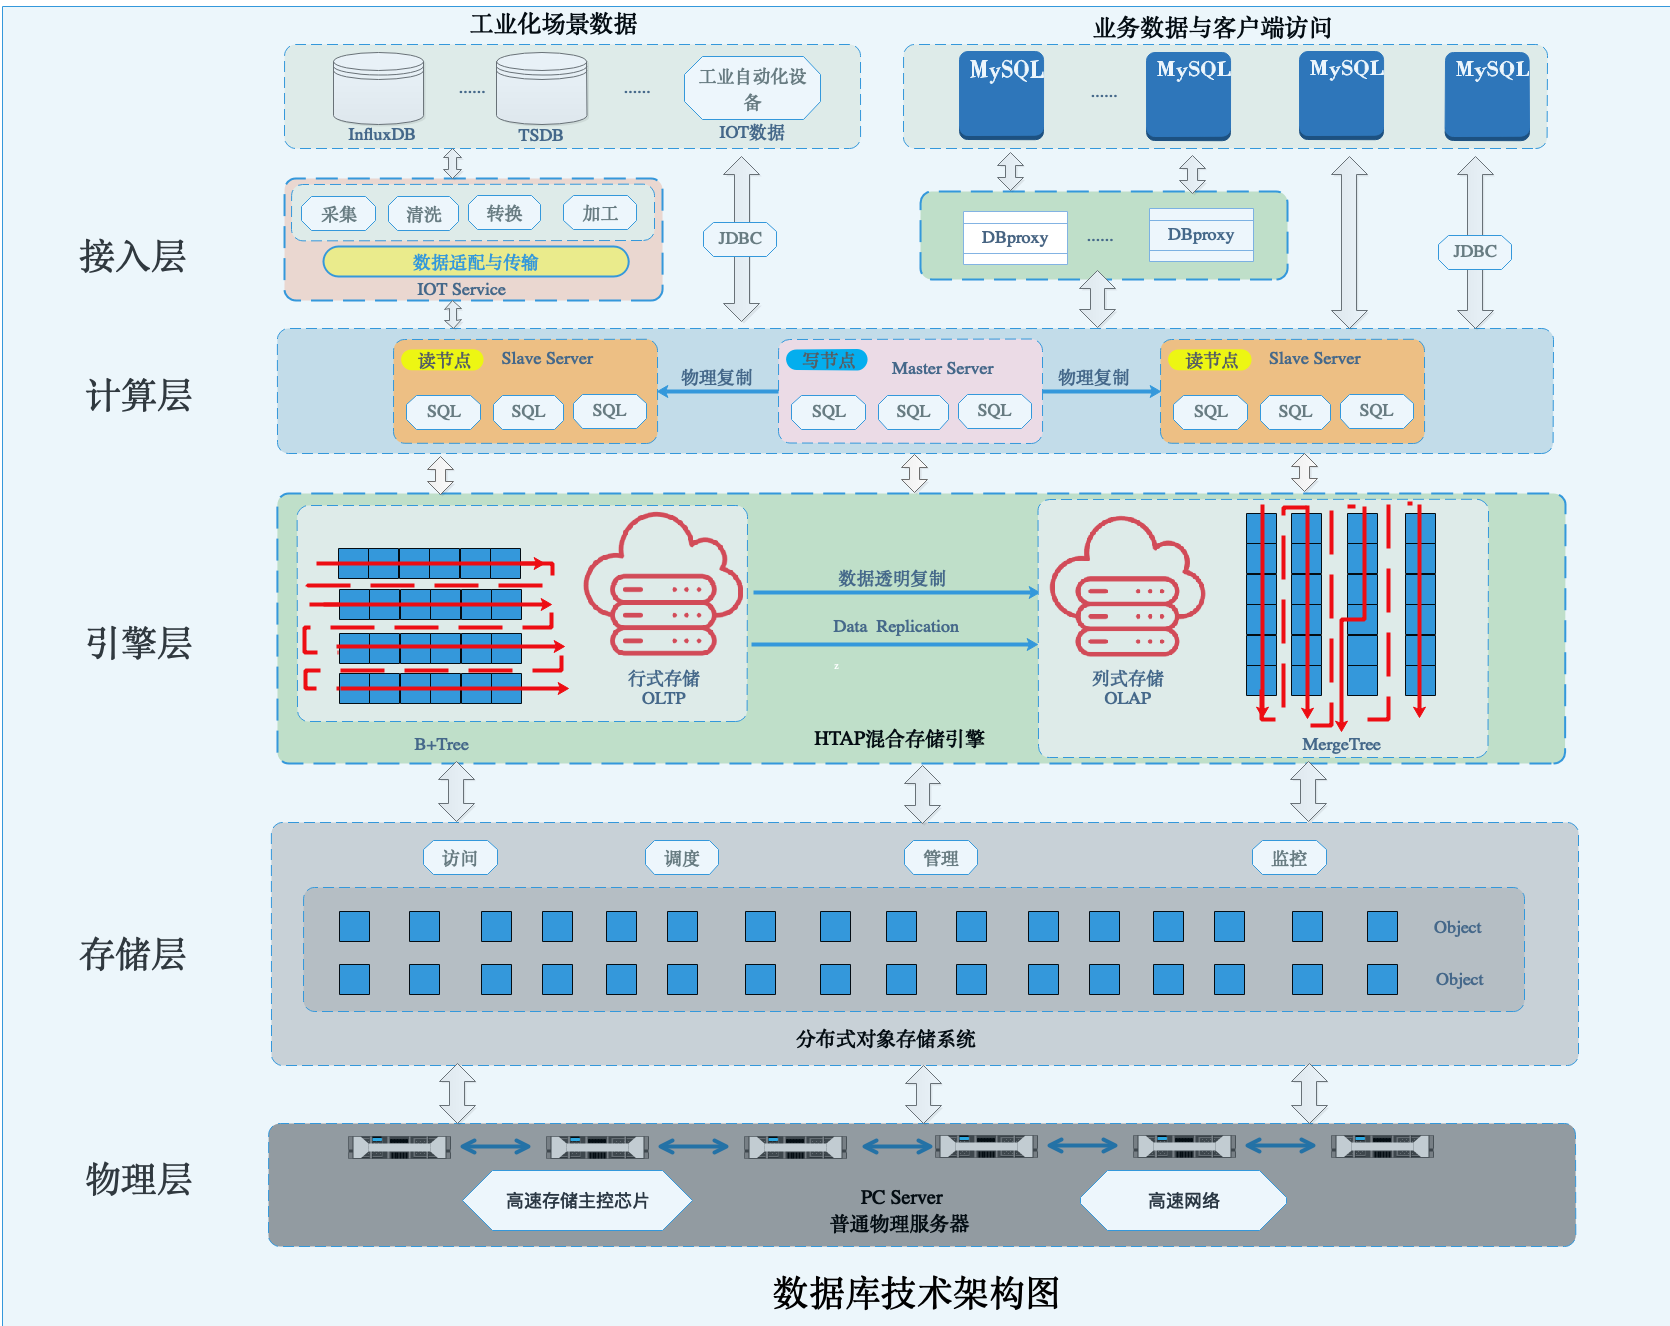 工业化场景数据
业务数据与客户端访问
InfluxDB
......
TSDB
......
工业自动化设
备
IOT数据
MySQL
......
MySQL
MySQL
MySQL
接入层
采集
清洗
转换
加工
数据适配与传输
IOT Service
JDBC
DBproxy
......
DBproxy
JDBC
计算层
读节点
Slave Server
SQL
SQL
SQL
物理复制
写节点
Master Server
SQL
SQL
SQL
物理复制
读节点
Slave Server
SQL
SQL
SQL
引擎层
行式存储
OLTP
B+Tree
数据透明复制
Data Replication
z
HTAP混合存储引擎
列式存储
OLAP
MergeTree
存储层
访问
调度
管理
监控
Object
Object
分布式对象存储系统
物理层
高速存储主控芯片
PC Server
普通物理服务器
高速网络
数据库技术架构图